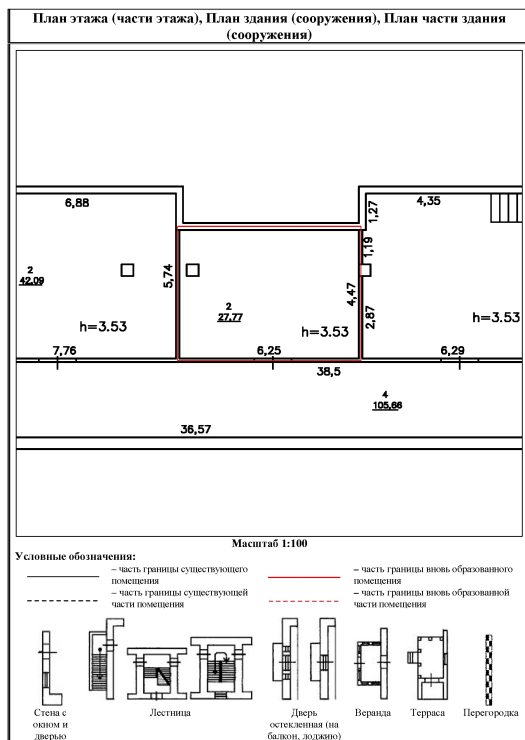 План этажа (части этажа), План здания (сооружения), План части здания
(сооружения)
6,88
4,35
1,27
1,19
5,74
2
42.09
2
27,77
4,47
2,87
h=3.53
h=3.53
h=3.53
7,76
6,25
6,29
38,5
4
105,66
36,57
Масштаб 1:100
Условные обозначения:
– часть границы существующего
помещения
– часть границы вновь образованного
помещения
– часть границы существующей
части помещения
– часть границы вновь образованной
части помещения
Стена с
окном и
дверью
Лестница
Дверь
остекленная (на
балкон, лоджию)
Веранда
Терраса
Перегородка